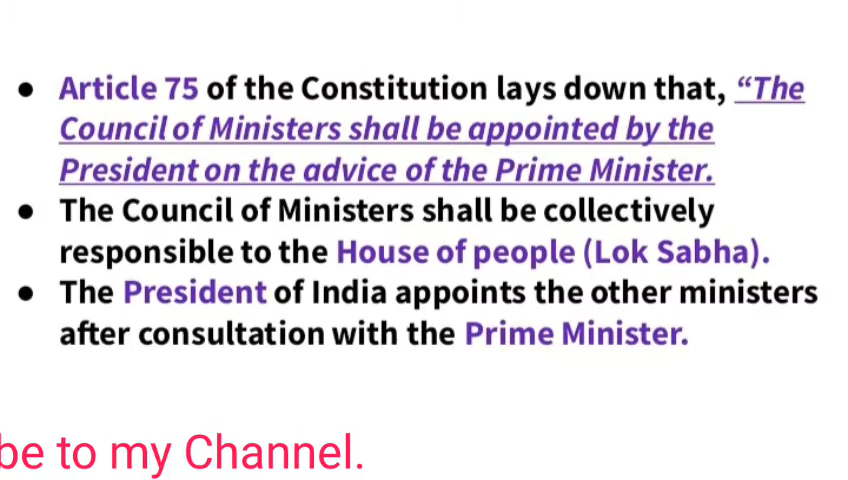 ● Article 75 of the Constitution lays down that, “The
Council of Ministers shall be appointed by the
President on the advice of the Prime Minister.
● The Council of Ministers shall be collectively
responsible to the House of people (Lok Sabha).
● The President of India appoints the other ministers
after consultation with the Prime Minister.
be to my Channel.